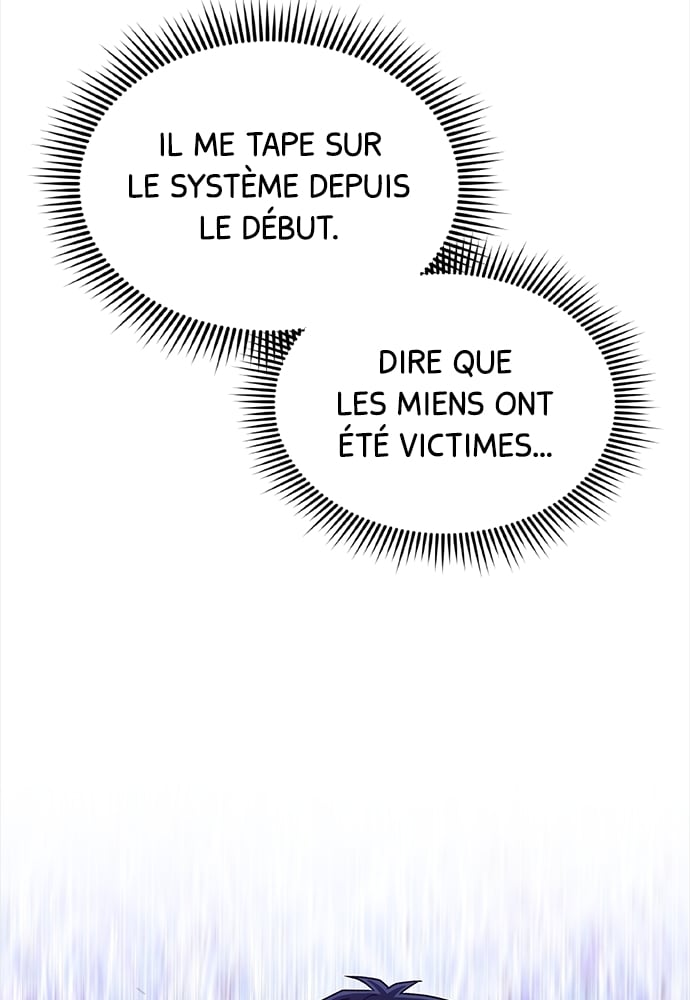 IL ME TAPE SUR
LE SYSTÈME DEPUIS
LE DÉBUT.
DIRE QUE
LES MIENS ONT
ÉTÉ VICTIMES...